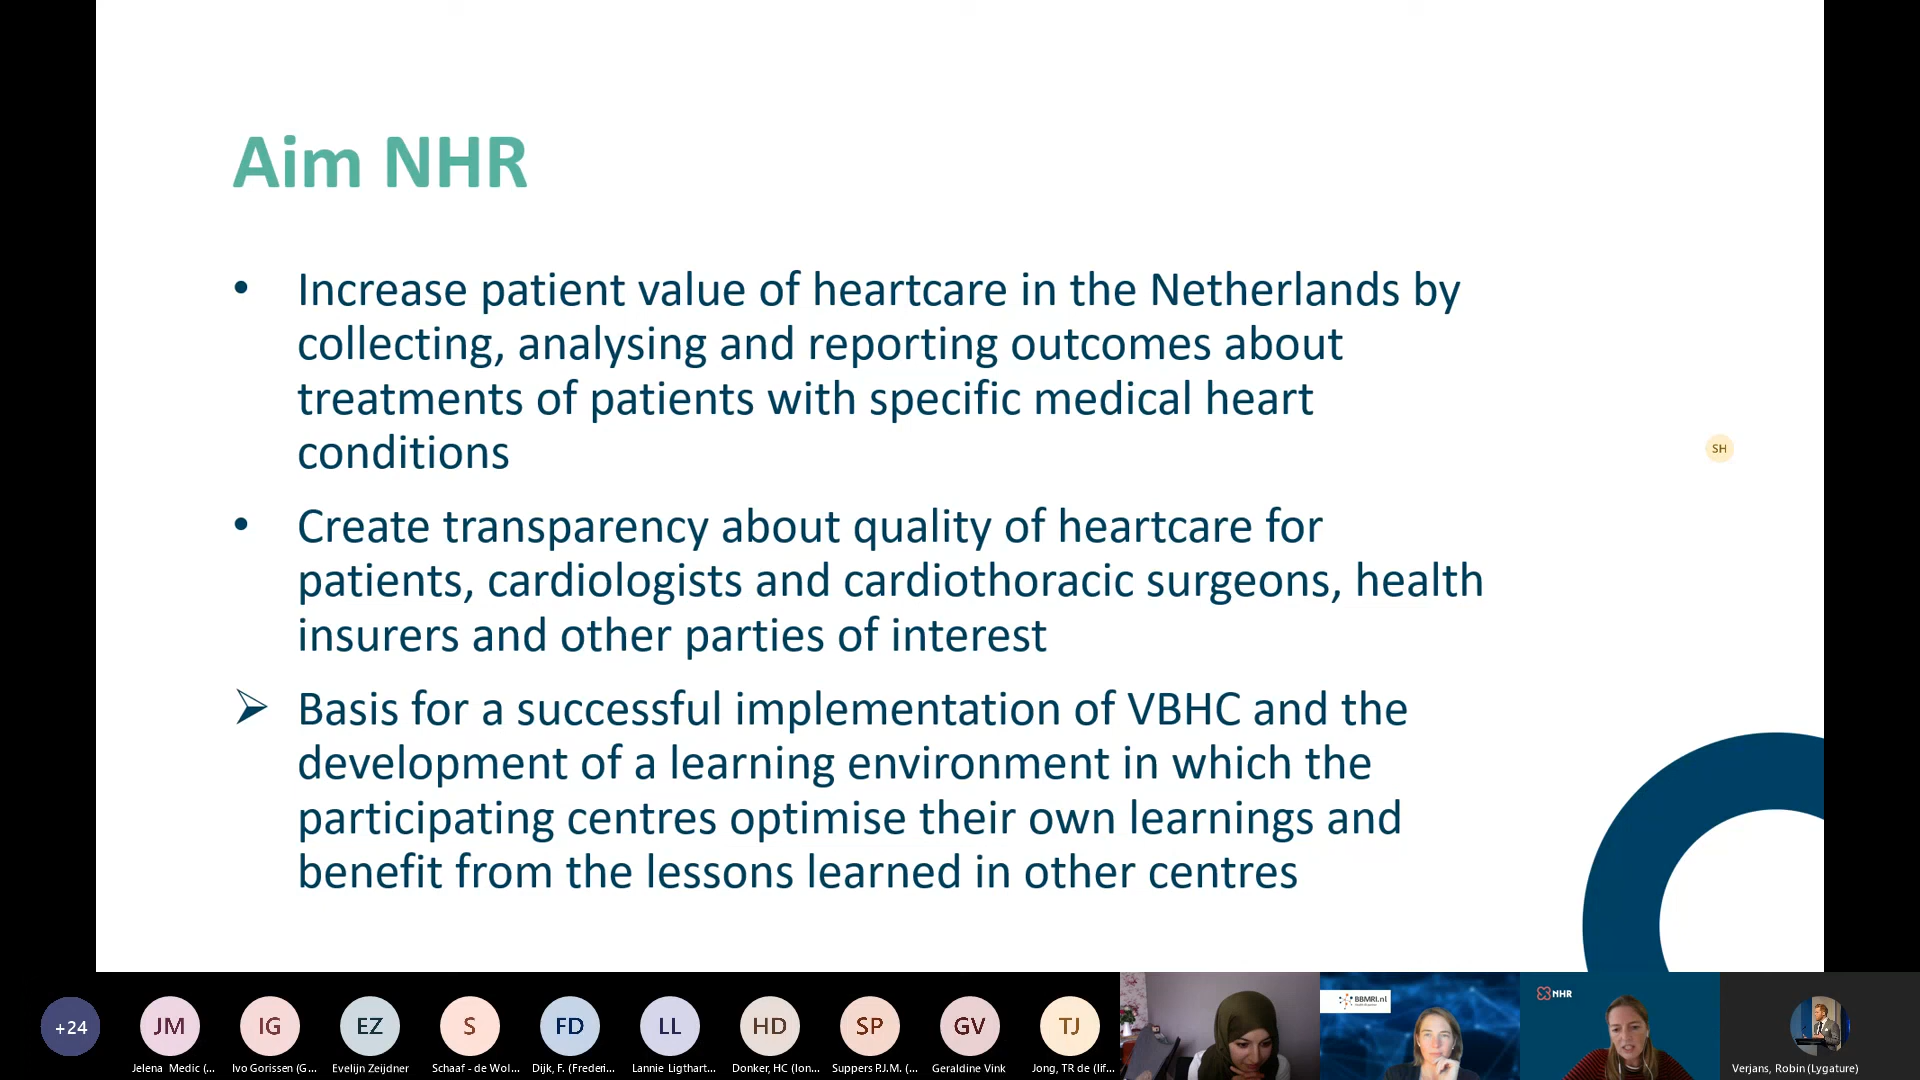 Aim NHR
• Increase patient value of heartcare in the Netherlands by
collecting, analysing and reporting outcomes about
treatments of patients with specific medical heart
conditions
• Create transparency about quality of heartcare for
patients, cardiologists and cardiothoracic surgeons, health
insurers and other parties of interest
➢ Basis for a successful implementation of VBHC and the
development of a learning environment in which the
participating centres optimise their own learnings and
benefit from the lessons learned in other centres
SH
+24
JM
IG
EZ
S
FD
LL
HD
SP
GV
TJ
BBMRI.nl
NHR
Jelena Medic (...
Ivo Gorissen (G...
Evelijn Zeijdner
Schaaf - de Wol...
Dijk, F. (Frederi...
Lannie Ligthart...
Donker, HC (lon...
Suppers P.J.M. (...
Geraldine Vink
Jong, TR de (lif...
Verjans, Robin (Lygature)